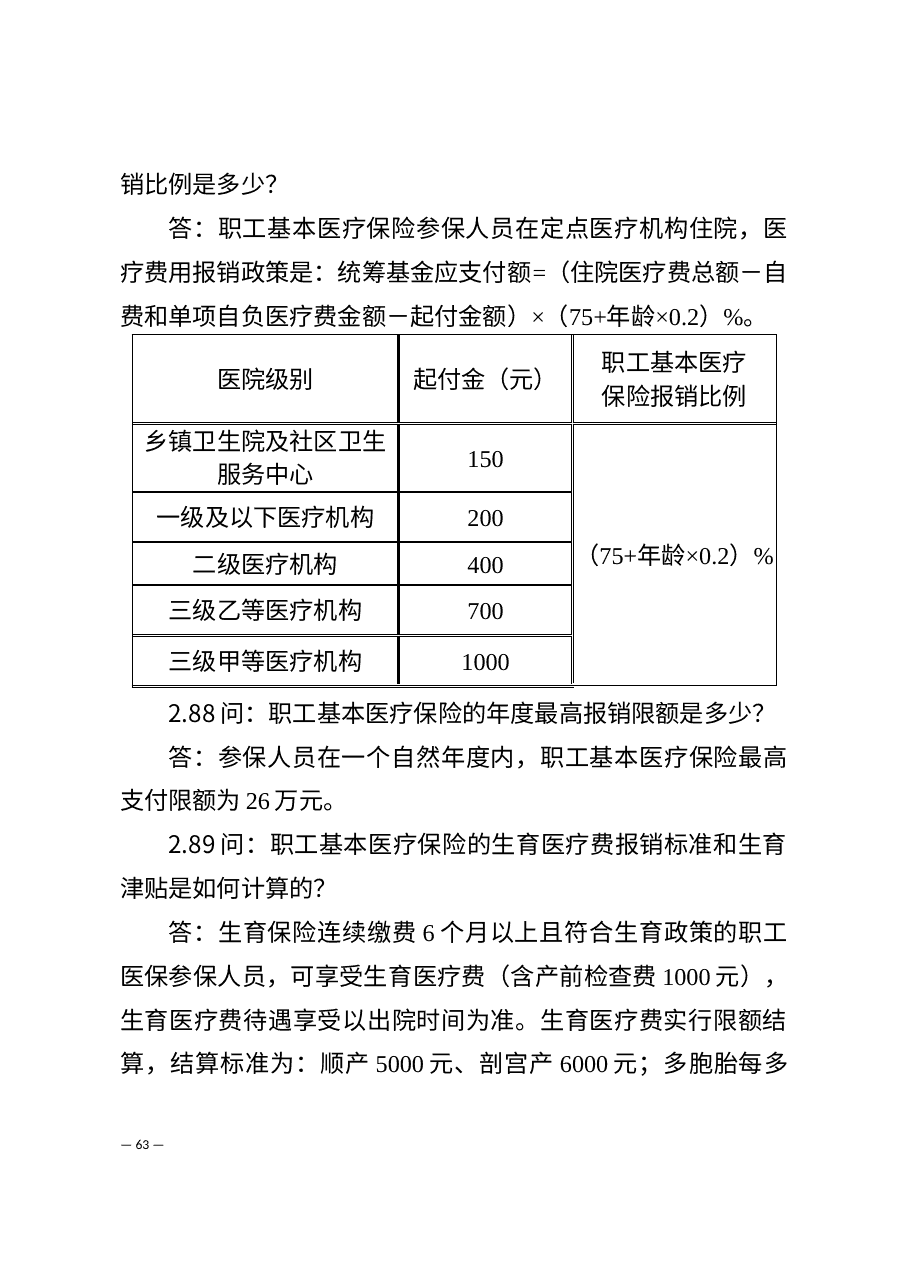 销比例是多少？
答：职工基本医疗保险参保人员在定点医疗机构住院，医
疗费用报销政策是：统筹基金应支付额=（住院医疗费总额－自
费和单项自负医疗费金额－起付金额）×（75+年龄×0.2）%。
医院级别
起付金（元）
职工基本医疗
保险报销比例
乡镇卫生院及社区卫生
服务中心
150
一级及以下医疗机构
200
二级医疗机构
400
（75+年龄×0.2）%
三级乙等医疗机构
700
三级甲等医疗机构
1000
2.88 问：职工基本医疗保险的年度最高报销限额是多少？
答：参保人员在一个自然年度内，职工基本医疗保险最高
支付限额为 26 万元。
2.89 问：职工基本医疗保险的生育医疗费报销标准和生育
津贴是如何计算的？
答：生育保险连续缴费 6 个月以上且符合生育政策的职工
医保参保人员，可享受生育医疗费（含产前检查费 1000 元），
生育医疗费待遇享受以出院时间为准。生育医疗费实行限额结
算，结算标准为：顺产 5000 元、剖宫产 6000 元；多胞胎每多
— 63 —